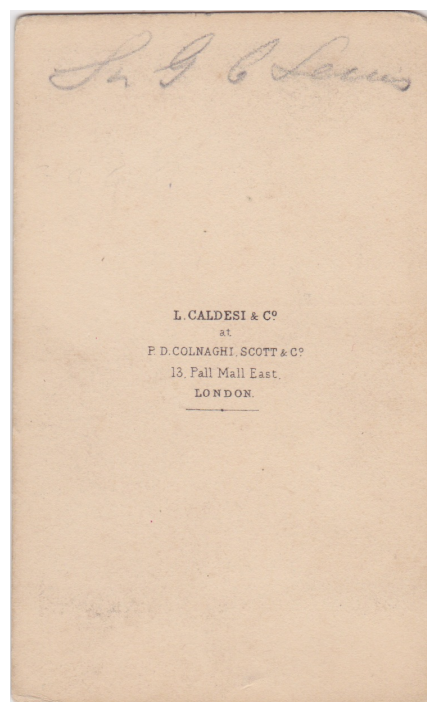 Sir G C Lewis
L. CALDESI & Cº
at
P. D. COLNAGHI, SCOTT & Cº
13, Pall Mall East,
LONDON.